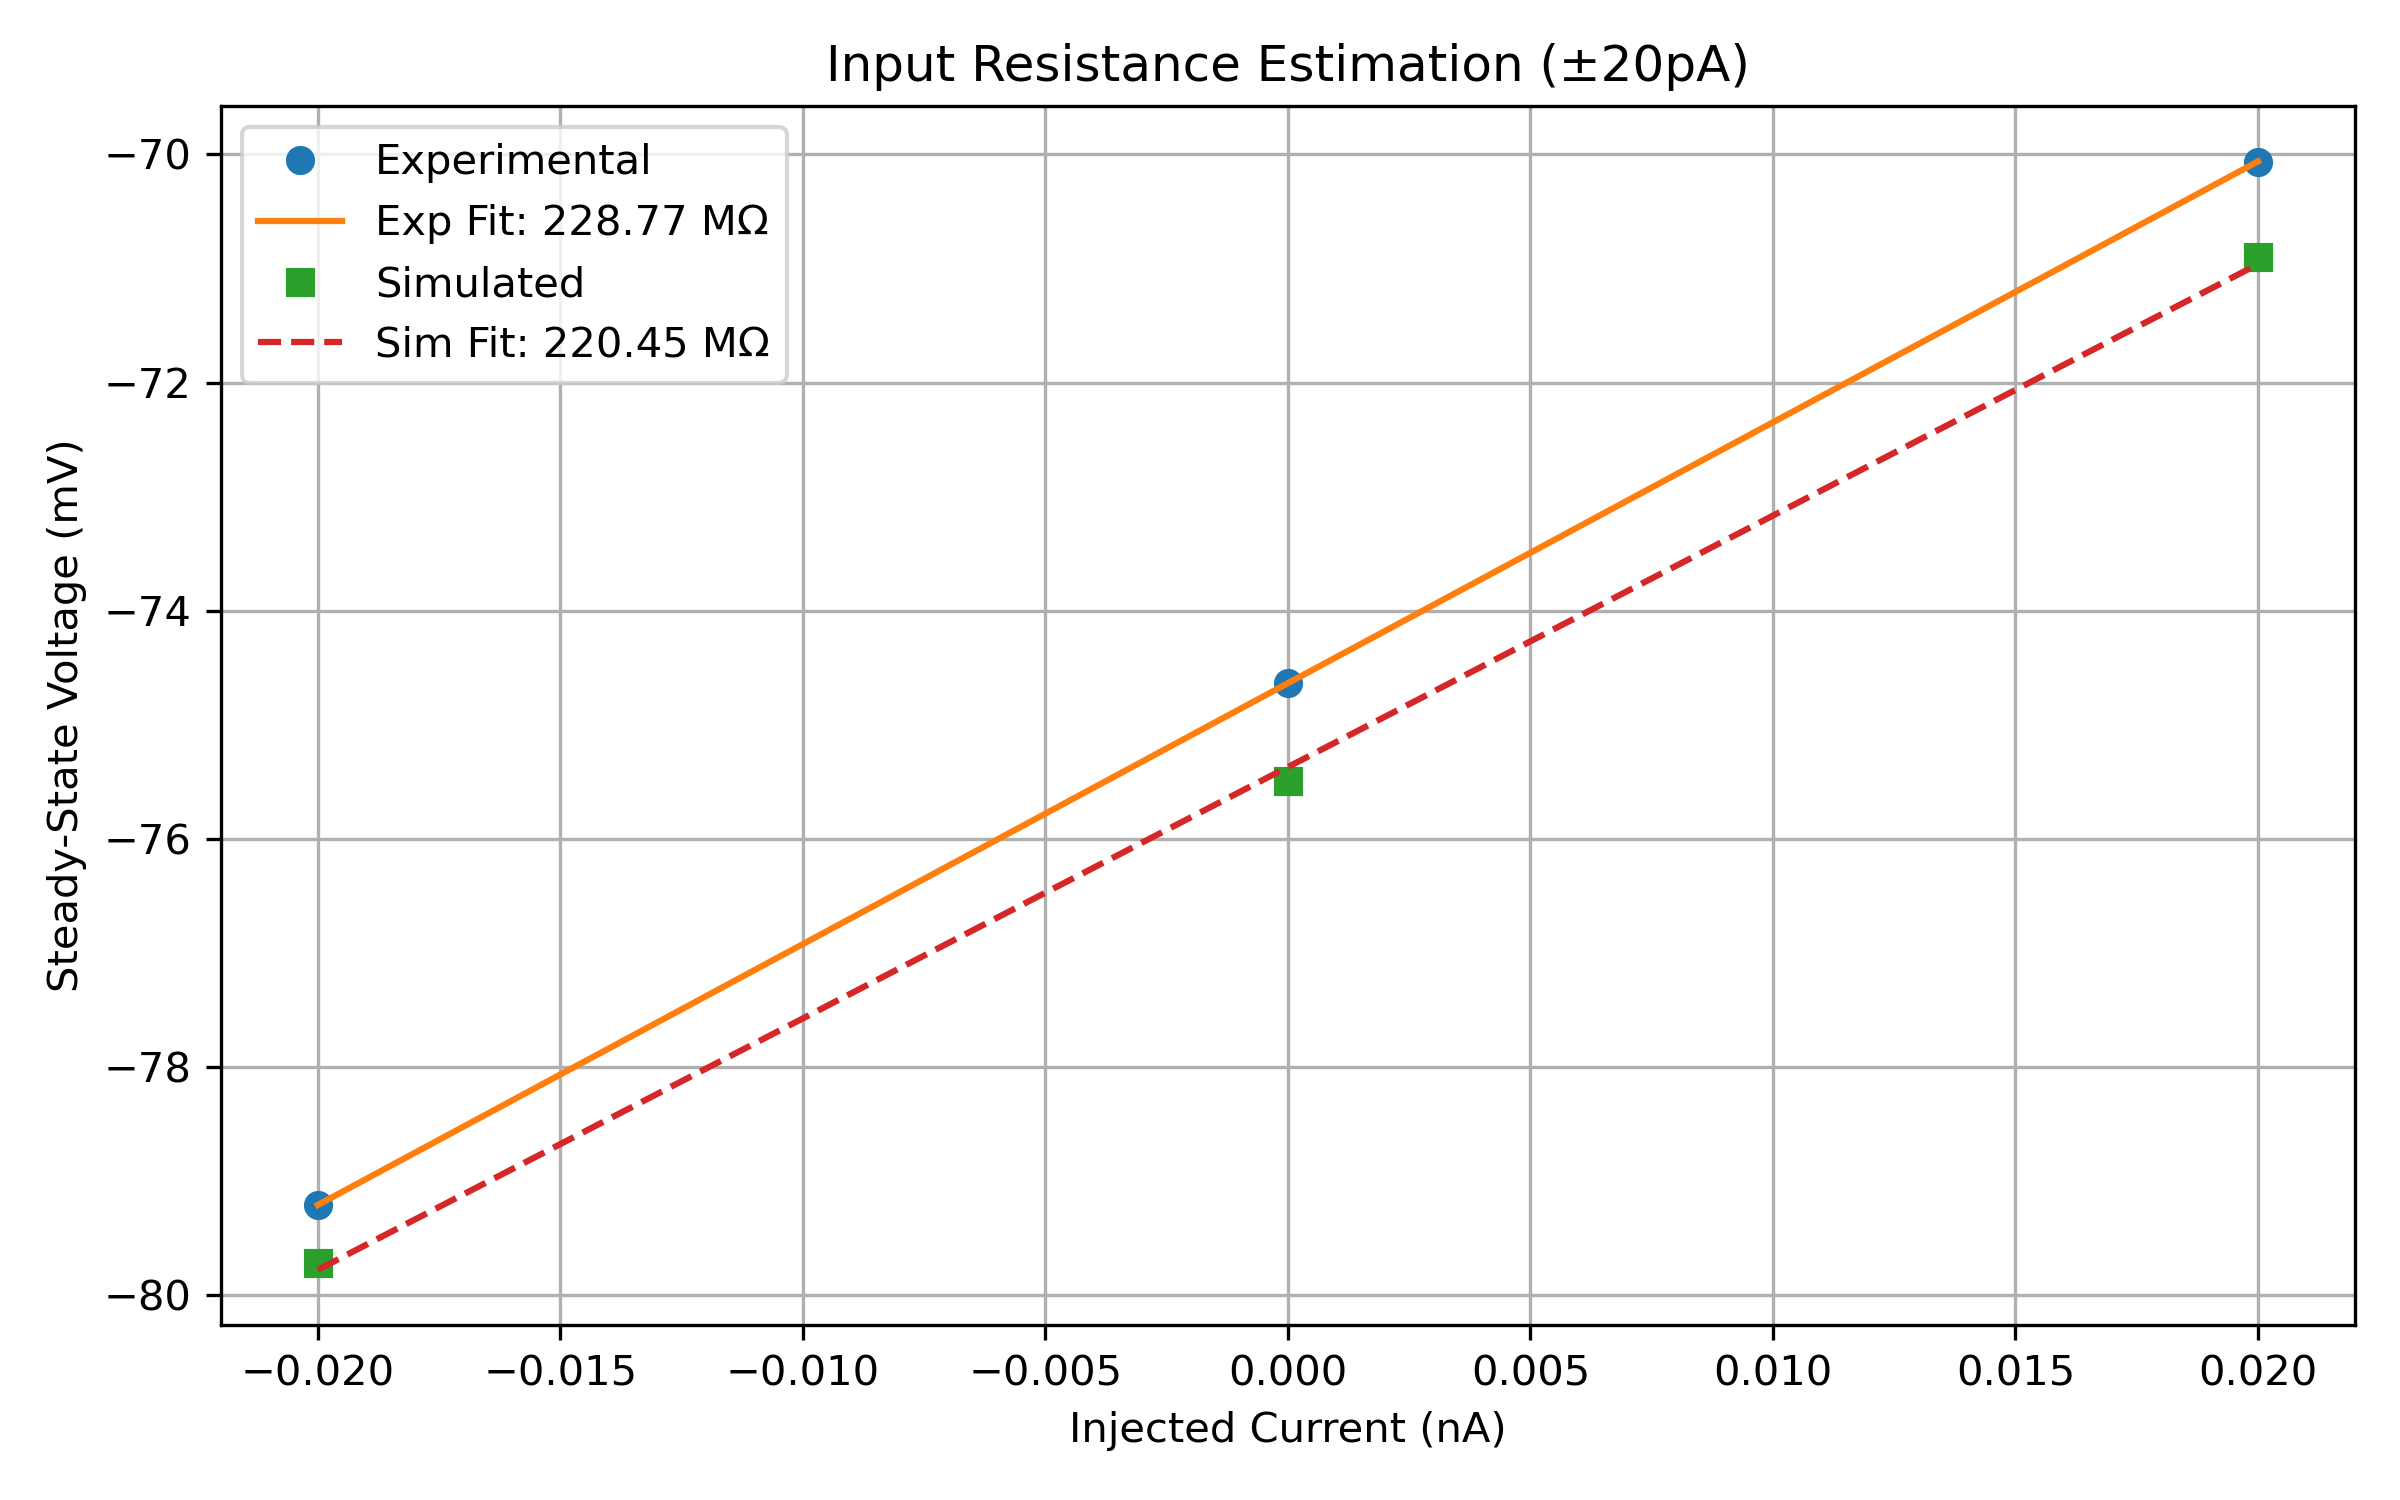 Input Resistance Estimation (±20pA)
Experimental
Exp Fit: 228.77 MΩ
Simulated
Sim Fit: 220.45 MΩ
Steady-State Voltage (mV)
−70
−72
−74
−76
−78
−80
−0.020 −0.015 −0.010 −0.005 0.000 0.005 0.010 0.015 0.020
Injected Current (nA)